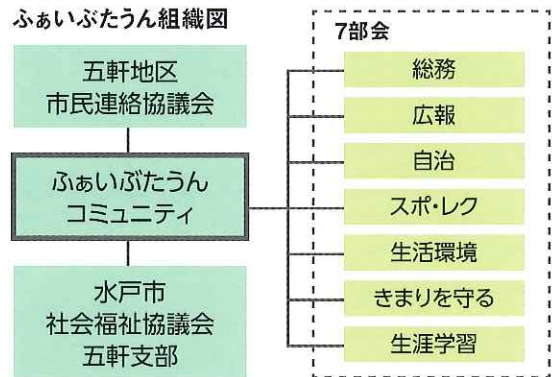 ふぁいぶたうん組織図
五軒地区
市民連絡協議会
ふぁいぶたうん
コミュニティ
水戸市
社会福祉協議会
五軒支部
7部会
総務
広報
自治
スポ・レク
生活環境
きまりを守る
生涯学習